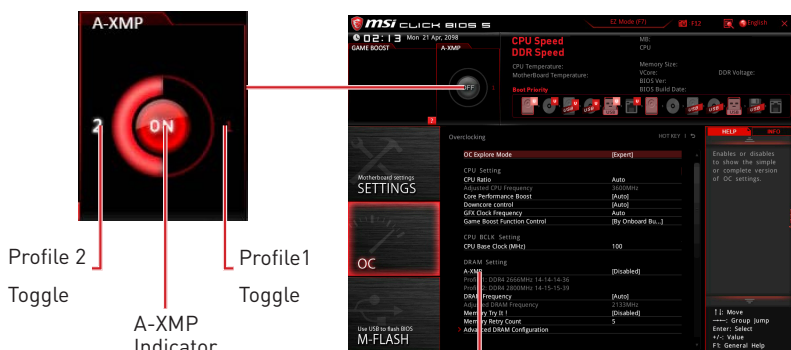 A-XMP
2
ON
1
Profile 2
Toggle
Profile1
Toggle
A-XMP
Indicator
msi CLICK BIOS 5
EZ Mode (F7)
F12
English
X
02:13 Mon 21 Apr, 2098
GAME BOOST
A-XMP
OFF
1
?
CPU Speed
DDR Speed
CPU Temperature:
MotherBoard Temperature:
MB:
CPU
Memory Size:
VCore:
BIOS Ver:
BIOS Build Date:
DDR Voltage:
Boot Priority
U
U
USB U
USB U
USB U
U
USB
USB
USB
Motherboard settings
SETTINGS
OC
Use USB to flash BIOS
M-FLASH
Overclocking
HOT KEY
OC Explore Mode [Expert]
CPU Setting
CPU Ratio Auto
Adjusted CPU Frequency 3600MHz
Core Performance Boost [Auto]
Downcore control [Auto]
GFX Clock Frequency Auto
Game Boost Function Control [By Onboard Bu...]
CPU BCLK Setting
CPU Base Clock (MHz) 100
DRAM Setting
A-XMP [Disabled]
Profile1: DDR4 2666MHz 14-14-14-36
Profile2: DDR4 2800MHz 14-15-15-39
DRAM Frequency [Auto]
Adjusted DRAM Frequency 2133MHz
Memory Try It ! [Disabled]
Memory Retry Count 5
> Advanced DRAM Configuration
HELP
INFO
Enables or disables
to show the simple
or complete version
of OC settings.
↑↓: Move
→←: Group Jump
Enter: Select
+/-: Value
F1: General Help